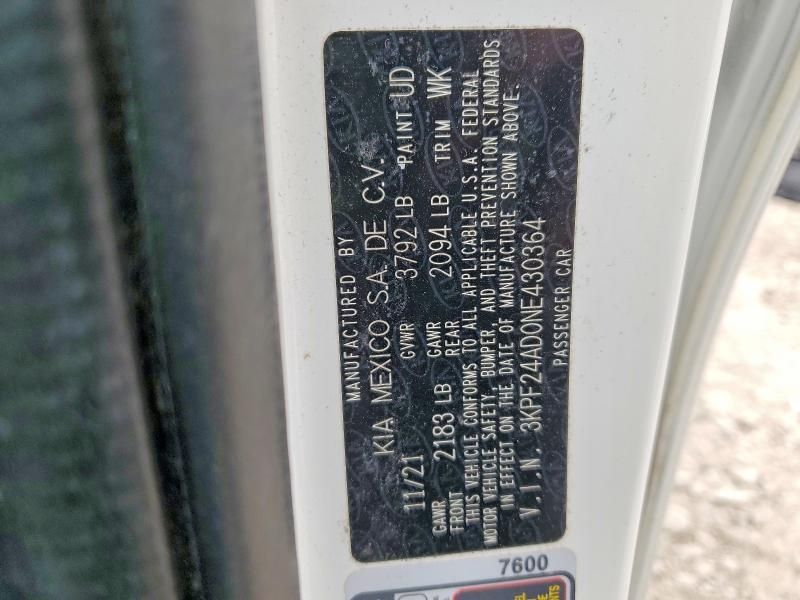 MANUFACTURED BY
KIA MEXICO S.A. DE C.V.
11/21 GVWR 3792 LB PAINT UD
GAWR FRONT 2183 LB GAWR REAR 2094 LB TRIM WK
THIS VEHICLE CONFORMS TO ALL APPLICABLE U.S.A. FEDERAL
MOTOR VEHICLE SAFETY, BUMPER, AND THEFT PREVENTION STANDARDS
IN EFFECT ON THE DATE OF MANUFACTURE SHOWN ABOVE.
V.I.N. 3KPF24AD0NE430364
PASSENGER CAR
7600